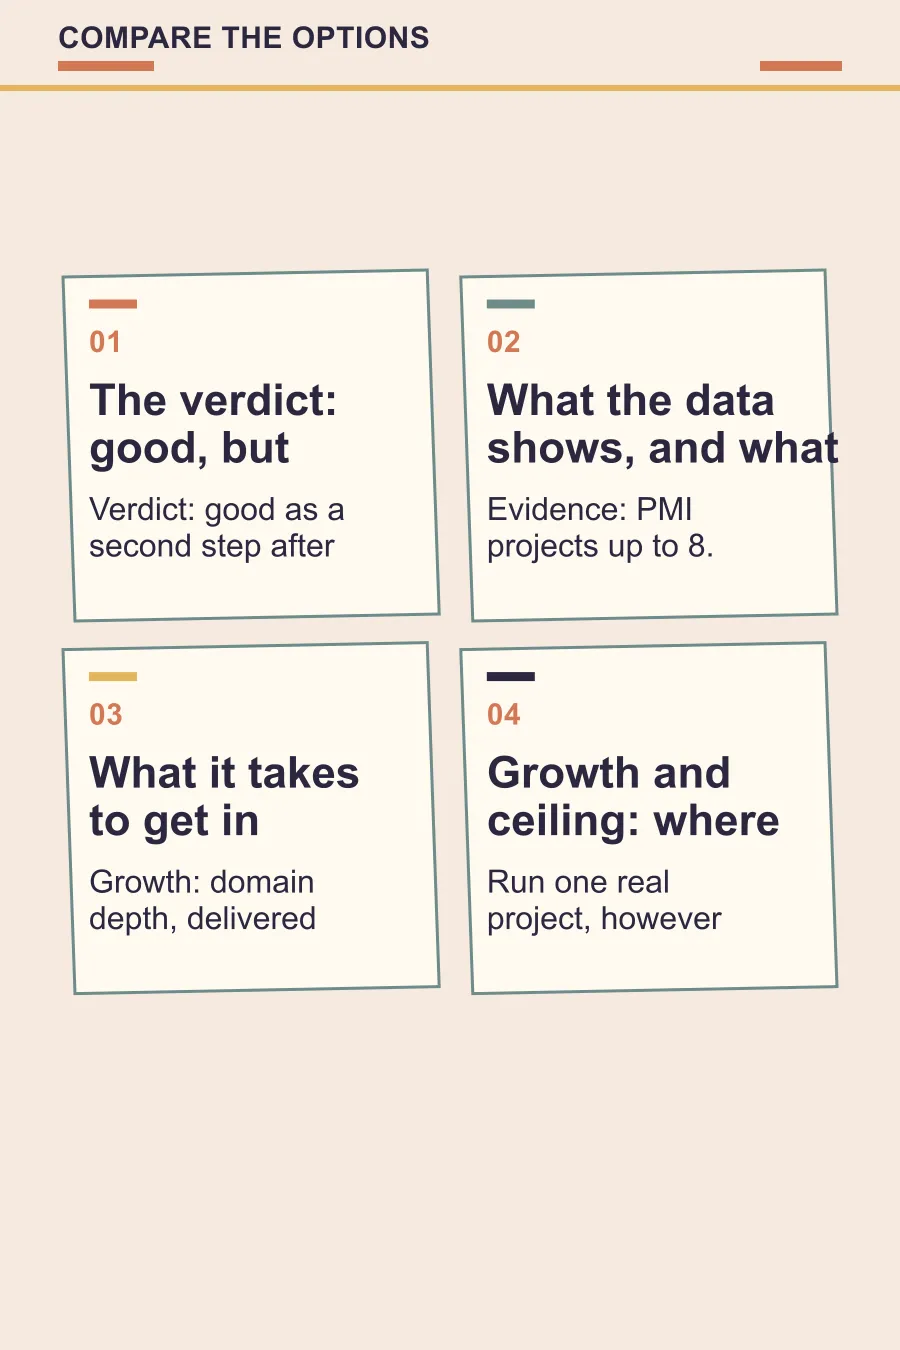 COMPARE THE OPTIONS
01
The verdict:
good, but
Verdict: good as a
second step after
02
What the data
shows, and what
Evidence: PMI
projects up to 8.
03
What it takes
to get in
Growth: domain
depth, delivered
04
Growth and
ceiling: where
Run one real
project, however